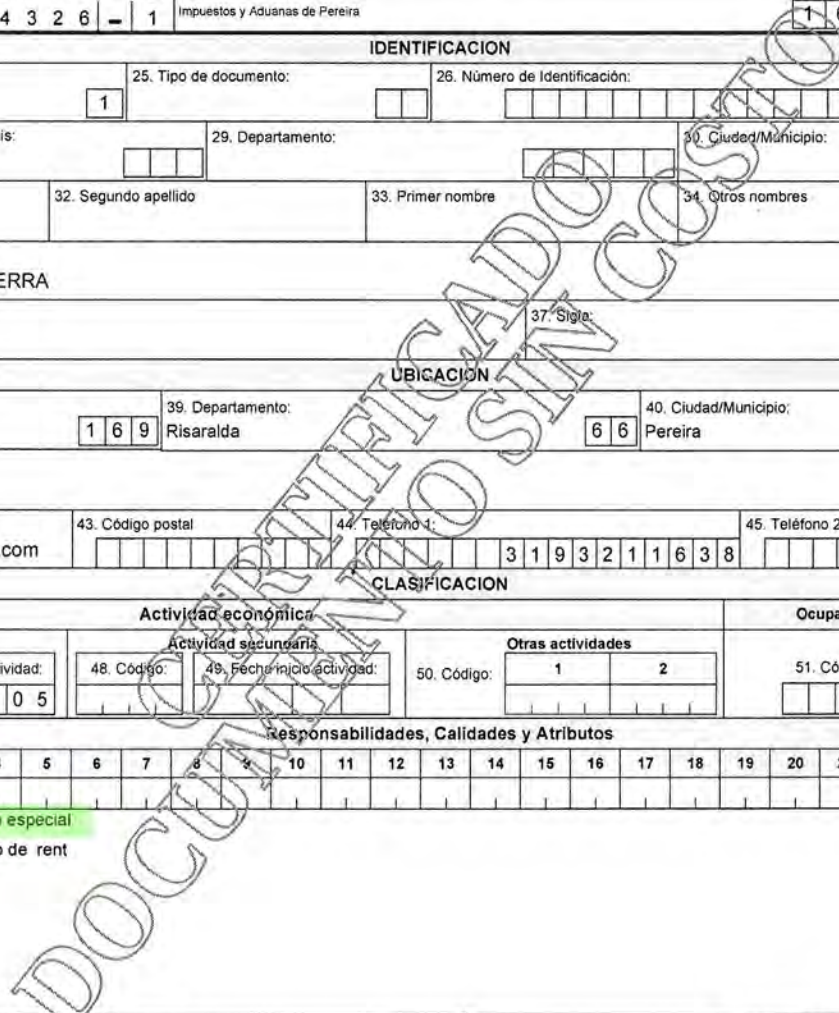 4 3 2 6 - 1 Impuestos y Aduanas de Pereira 1
IDENTIFICACION
25. Tipo de documento: 26. Número de Identificación:
1
ís: 29. Departamento: 30. Ciudad/Municipio:
32. Segundo apellido 33. Primer nombre 34. Otros nombres
ERRA
37. Sigla:
UBICACION
39. Departamento: 40. Ciudad/Municipio:
1 6 9 Risaralda 6 6 Pereira
43. Código postal 44. Teléfono 1: 45. Teléfono 2
.com 3 1 9 3 2 1 1 6 3 8
CLASIFICACION
Actividad económica Ocupa
Actividad secundaria Otras actividades
ividad: 48. Código: 49. Fecha inicio actividad: 50. Código: 1 2 51. Có
0 5
Responsabilidades, Calidades y Atributos
5 6 7 8 9 10 11 12 13 14 15 16 17 18 19 20
especial
o de rent
CERTIFICADO
DOCUMENTO SIN COSTO